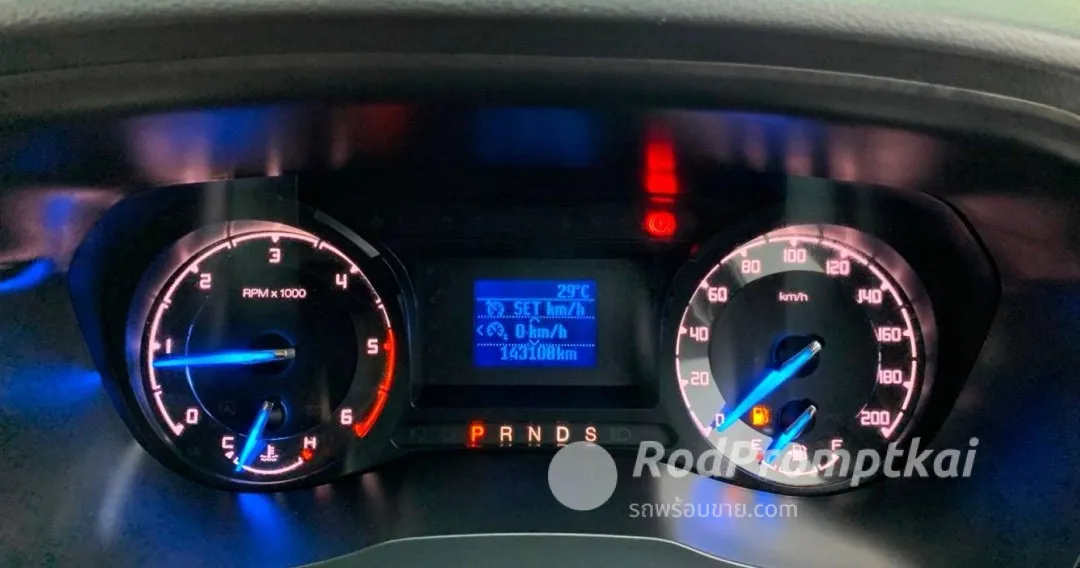 3
2 4
RPM x 1000
1 5
0 6
C H
29°C
SET km/h
0 km/h
143108km
P R N D S
80 100 120
60 140
km/h
40 160
20 180
0 200
E F
RodPromptkai
รถพร้อมขาย.com